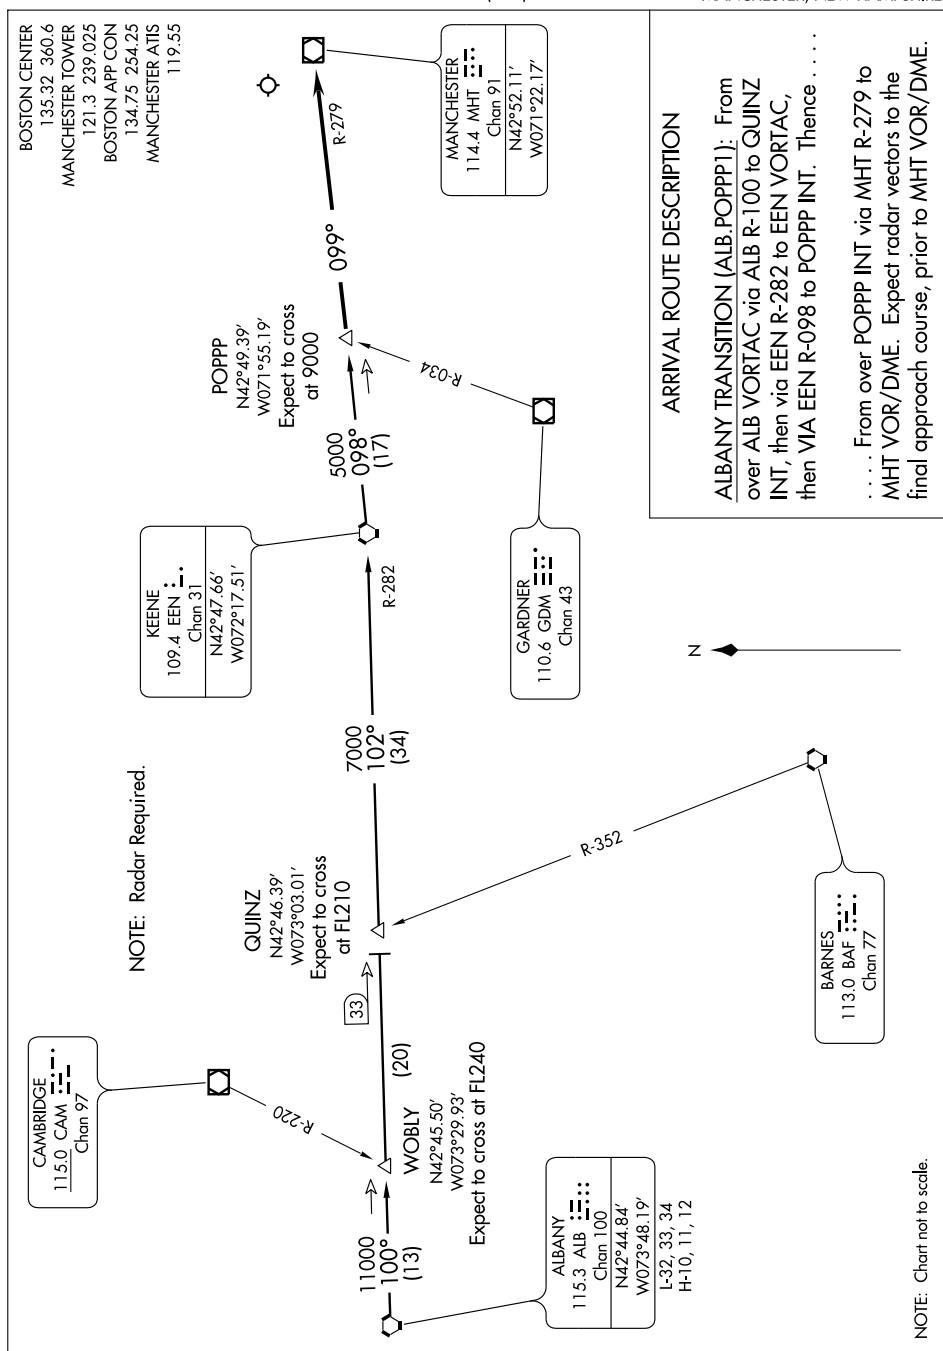 BOSTON CENTER
135.32 360.6
MANCHESTER TOWER
121.3 239.025
BOSTON APP CON
134.75 254.25
MANCHESTER ATIS
119.55
NOTE: Radar Required.
CAMBRIDGE
115.0 CAM
Chan 97
R-220
ALBANY
115.3 ALB
Chan 100
N42°44.84'
W073°48.19'
L-32, 33, 34
H-10, 11, 12
11000
100°
(13)
WOBLY
N42°45.50'
W073°29.93'
Expect to cross at FL240
(20)
33
QUINZ
N42°46.39'
W073°03.01'
Expect to cross
at FL210
R-352
BARNES
113.0 BAF
Chan 77
7000
102°
(34)
R-282
KEENE
109.4 EEN
Chan 31
N42°47.66'
W072°17.51'
5000
098°
(17)
POPPP
N42°49.39'
W071°55.19'
Expect to cross
at 9000
R-034
GARDNER
110.6 GDM
Chan 43
099°
R-279
MANCHESTER
114.4 MHT
Chan 91
N42°52.11'
W071°22.17'
N
ARRIVAL ROUTE DESCRIPTION
ALBANY TRANSITION (ALB.POPPP1): From
over ALB VORTAC via ALB R-100 to QUINZ
INT, then via EEN R-282 to EEN VORTAC,
then VIA EEN R-098 to POPPP INT. Thence . . . .
. . . . From over POPPP INT via MHT R-279 to
MHT VOR/DME. Expect radar vectors to the
final approach course, prior to MHT VOR/DME.
NOTE: Chart not to scale.